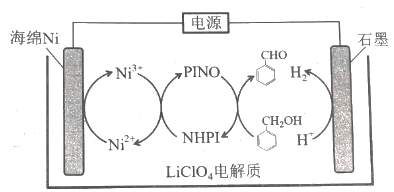 电源
海绵Ni
石墨
Ni³⁺
PINO
CHO
H₂
Ni²⁺
NHPI
CH₂OH
H⁺
LiClO₄电解质